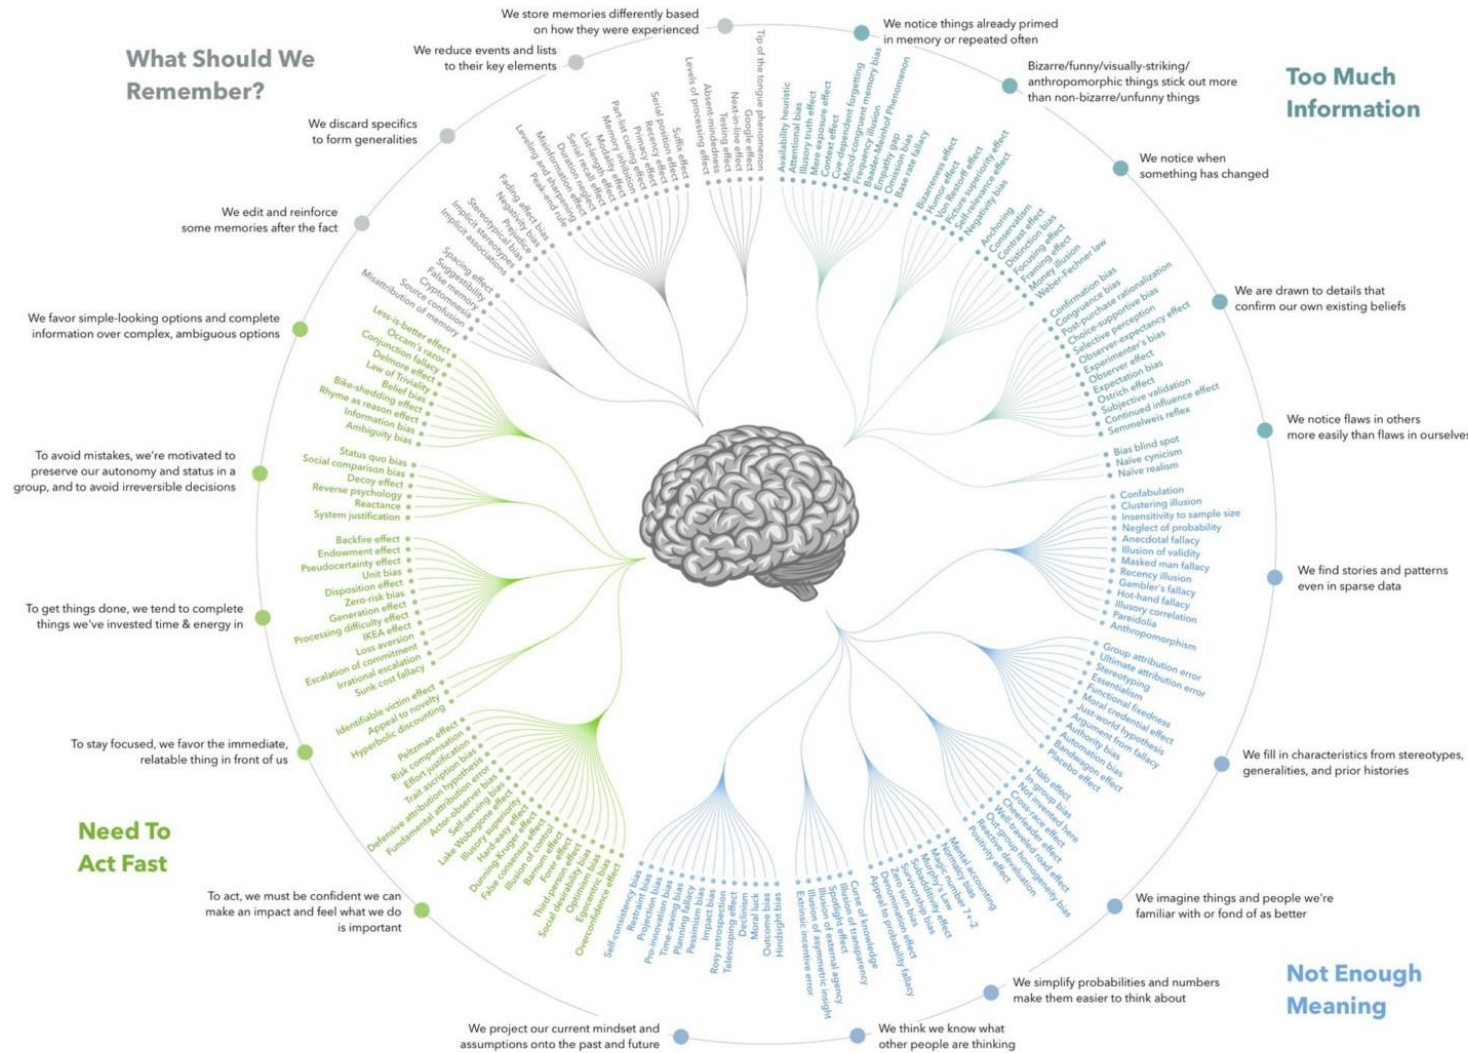 What Should We
Remember?
We store memories differently based
on how they were experienced
We reduce events and lists
to their key elements
We discard specifics
to form generalities
We edit and reinforce
some memories after the fact
Tip of the tongue phenomenon
Google effect
Next-in-line effect
Testing effect
Absent-mindedness
Levels of processing effect
Suffix effect
Serial position effect
Recency effect
Primacy effect
Part-list cueing effect
Memory inhibition
Modality effect
List-length effect
Serial recall effect
Duration neglect
Misinformation effect
Leveling and sharpening
Peak-end rule
Fading affect bias
Negativity bias
Prejudice
Stereotypical bias
Implicit stereotypes
Implicit associations
Spacing effect
Suggestibility
False memory
Cryptomnesia
Source confusion
Misattribution of memory
Too Much
Information
We notice things already primed
in memory or repeated often
Bizarre/funny/visually-striking/
anthropomorphic things stick out more
than non-bizarre/unfunny things
We notice when
something has changed
We are drawn to details that
confirm our own existing beliefs
We notice flaws in others
more easily than flaws in ourselves
Availability heuristic
Attentional bias
Illusory truth effect
Mere exposure effect
Context effect
Cue-dependent forgetting
Mood-congruent memory bias
Frequency illusion
Baader-Meinhof Phenomenon
Empathy gap
Omission bias
Base rate fallacy
Bizarreness effect
Humor effect
Von Restorff effect
Picture superiority effect
Self-relevance effect
Negativity bias
Anchoring
Conservatism
Contrast effect
Distinction bias
Focusing effect
Framing effect
Money illusion
Weber-Fechner law
Confirmation bias
Congruence bias
Post-purchase rationalization
Choice-supportive bias
Selective perception
Observer-expectancy effect
Experimenter's bias
Observer effect
Expectation bias
Ostrich effect
Subjective validation
Continued influence effect
Semmelweis reflex
Bias blind spot
Naïve cynicism
Naïve realism
We find stories and patterns
even in sparse data
We fill in characteristics from stereotypes,
generalities, and prior histories
We imagine things and people we're
familiar with or fond of as better
We simplify probabilities and numbers
make them easier to think about
We think we know what
other people are thinking
We project our current mindset and
assumptions onto the past and future
Not Enough
Meaning
Confabulation
Clustering illusion
Insensitivity to sample size
Neglect of probability
Anecdotal fallacy
Illusion of validity
Masked man fallacy
Recency illusion
Gambler's fallacy
Hot-hand fallacy
Illusory correlation
Pareidolia
Anthropomorphism
Group attribution error
Ultimate attribution error
Stereotyping
Essentialism
Functional fixedness
Moral credential effect
Just-world hypothesis
Argument from fallacy
Authority bias
Automation bias
Bandwagon effect
Placebo effect
Halo effect
In-group bias
Not invented here
Cross-race effect
Cheerleader effect
Well-traveled road effect
Out-group homogeneity bias
Reactive devaluation
Positivity effect
Mental accounting
Normalcy bias
Magic number 7+-2
Murphy's Law
Subadditivity effect
Survivorship bias
Zero sum bias
Denomination effect
Appeal to probability fallacy
Curse of knowledge
Illusion of transparency
Spotlight effect
Illusion of external agency
Illusion of asymmetric insight
Extrinsic incentive error
Hindsight bias
Outcome bias
Moral luck
Declinism
Telescoping effect
Rosy retrospection
Impact bias
Pessimism bias
Planning fallacy
Time-saving bias
Pro-innovation bias
Projection bias
Restraint bias
Self-consistency bias
We favor simple-looking options and complete
information over complex, ambiguous options
To avoid mistakes, we're motivated to
preserve our autonomy and status in a
group, and to avoid irreversible decisions
To get things done, we tend to complete
things we've invested time & energy in
To stay focused, we favor the immediate,
relatable thing in front of us
Need To
Act Fast
To act, we must be confident we can
make an impact and feel what we do
is important
Less-is-better effect
Occam's razor
Conjunction fallacy
Delmore effect
Law of Triviality
Belief bias
Bike-shedding effect
Rhyme as reason effect
Information bias
Ambiguity bias
Status quo bias
Social comparison bias
Decoy effect
Reverse psychology
Reactance
System justification
Backfire effect
Endowment effect
Pseudocertainty effect
Unit bias
Disposition effect
Zero-risk bias
Generation effect
Processing difficulty effect
IKEA effect
Loss aversion
Escalation of commitment
Irrational escalation
Sunk cost fallacy
Identifiable victim effect
Appeal to novelty
Hyperbolic discounting
Peltzman effect
Risk compensation
Effort justification
Trait ascription bias
Defensive attribution hypothesis
Fundamental attribution error
Actor-observer bias
Self-serving bias
Lake Wobegone effect
Illusory superiority
Hard-easy effect
Dunning-Kruger effect
False consensus effect
Illusion of control
Barnum effect
Forer effect
Third-person effect
Social desirability bias
Optimism bias
Egocentric bias
Overconfidence effect